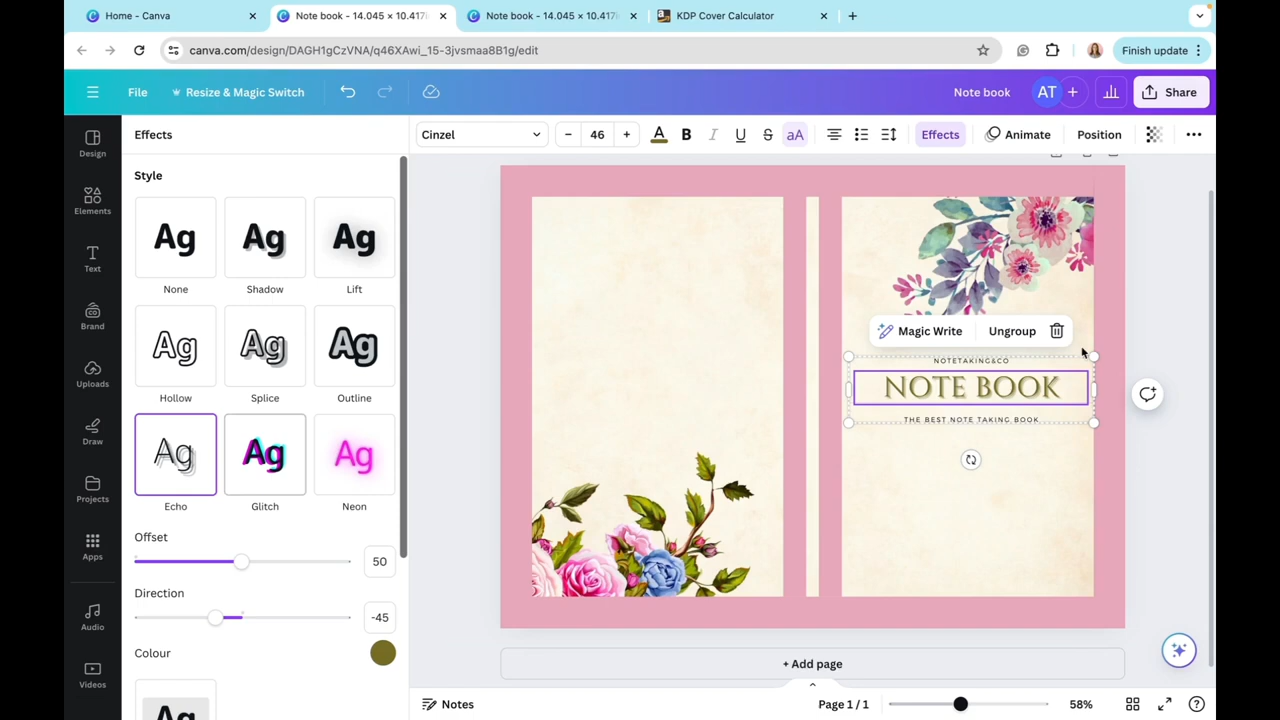 Home - Canva
Note book - 14.045 × 10.417i
Note book - 14.045 × 10.417i
KDP Cover Calculator
canva.com/design/DAGH1gCzVNA/q46XAwi_15-3jvsmaa8B1g/edit
Finish update
File
Resize & Magic Switch
Note book
AT
Share
Effects
Cinzel
46
A
B
I
U
S
aA
Effects
Animate
Position
Design
Elements
Text
Brand
Uploads
Draw
Projects
Apps
Audio
Videos
Style
Ag
Ag
Ag
None
Shadow
Lift
Ag
Ag
Ag
Hollow
Splice
Outline
Ag
Ag
Ag
Echo
Glitch
Neon
Offset
50
Direction
-45
Colour
Magic Write
Ungroup
NOTETAKING&CO
NOTE BOOK
THE BEST NOTE TAKING BOOK
+ Add page
Notes
Page 1 / 1
58%